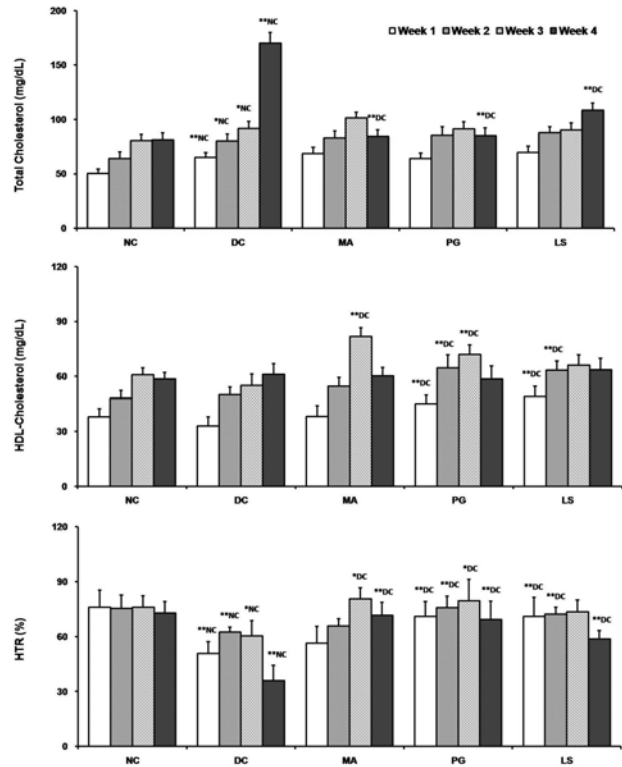 200
Week 1 Week 2 Week 3 Week 4
**NC
150
Total Cholesterol (mg/dL)
*NC *NC **DC
100
**NC **DC **DC
50
0
NC DC MA PG LS
120
HDL-Cholesterol (mg/dL)
90
**DC
**DC **DC
**DC **DC
60
**DC
30
0
NC DC MA PG LS
120
HTR (%)
90
*DC **DC **DC **DC *DC **DC **DC **DC
**NC **NC *NC
60
**DC
**NC
30
0
NC DC MA PG LS